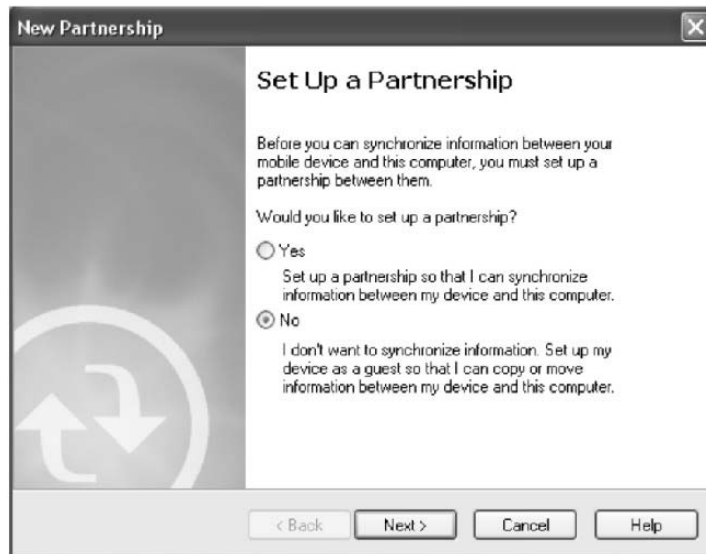 New Partnership
Set Up a Partnership
Before you can synchronize information between your
mobile device and this computer, you must set up a
partnership between them.
Would you like to set up a partnership?
Yes
Set up a partnership so that I can synchronize
information between my device and this computer.
No
I don't want to synchronize information. Set up my
device as a guest so that I can copy or move
information between my device and this computer.
< Back Next > Cancel Help